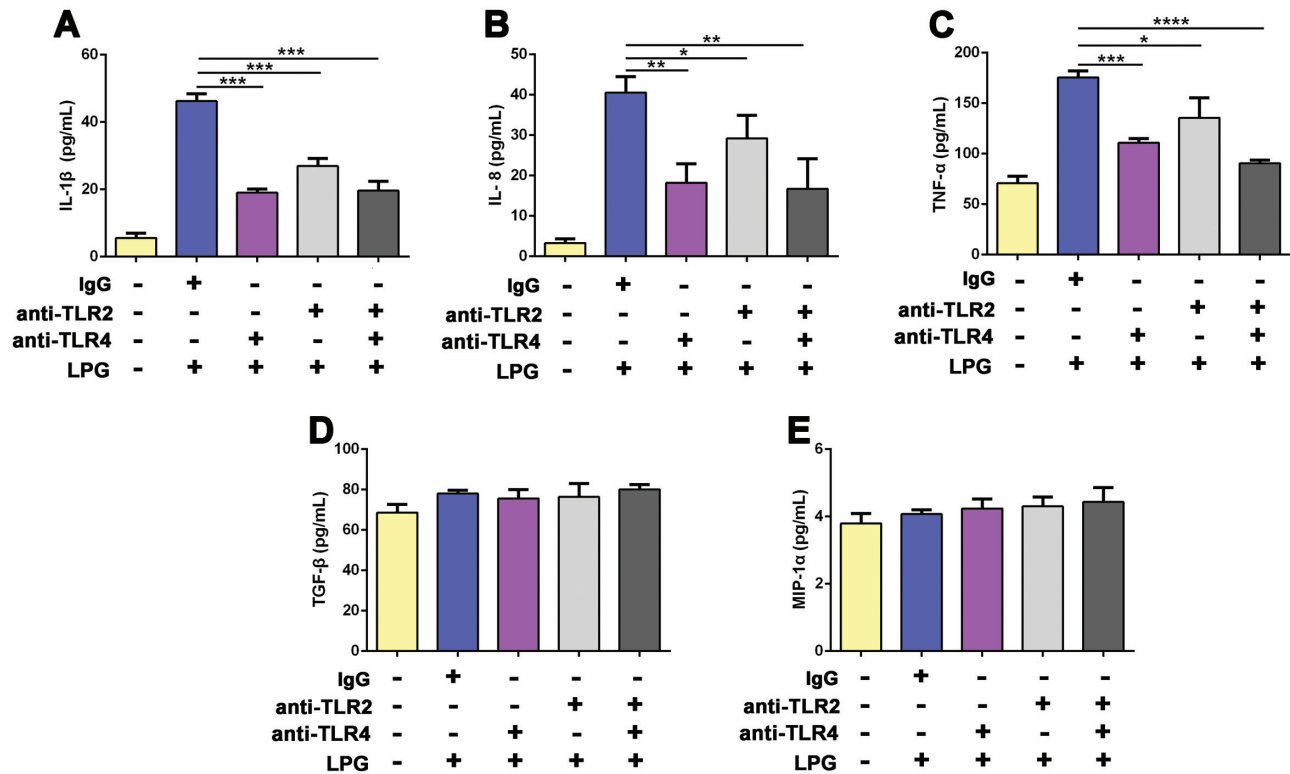 A
***
***
***
60
40
20
0
IL-1β (pg/mL)
IgG - + - - -
anti-TLR2 - - - + +
anti-TLR4 - - + - +
LPG - + + + +
B
**
*
**
50
40
30
20
10
0
IL- 8 (pg/mL)
IgG - + - - -
anti-TLR2 - - - + +
anti-TLR4 - - + - +
LPG - + + + +
C
****
*
***
200
150
100
50
0
TNF-α (pg/mL)
IgG - + - - -
anti-TLR2 - - - + +
anti-TLR4 - - + - +
LPG - + + + +
D
100
80
60
40
20
0
TGF-β (pg/mL)
IgG - + - - -
anti-TLR2 - - - + +
anti-TLR4 - - + - +
LPG - + + + +
E
6
4
2
0
MIP-1α (pg/mL)
IgG - + - - -
anti-TLR2 - - - + +
anti-TLR4 - - + - +
LPG - + + + +